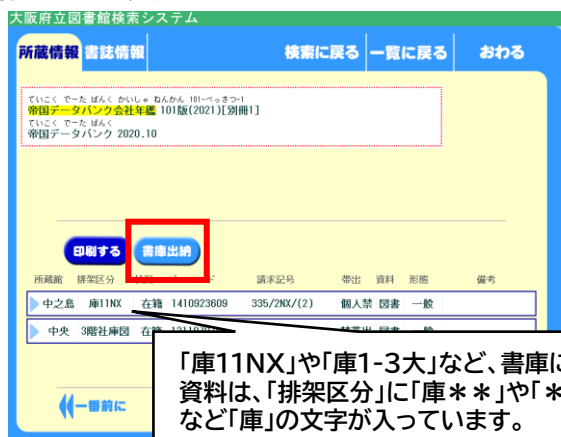 大阪府立図書館検索システム
所蔵情報 書誌情報 検索に戻る 一覧に戻る おわる
ていこく でーた ばんく かいしゃ ねんかん 101-べっさつ-1
帝国データバンク会社年鑑 101版(2021)[別冊1]
ていこく でーた ばんく
帝国データバンク 2020.10
印刷する 書庫出納
所蔵館 排架区分 請求記号 帯出 資料 形態 備考
中之島 庫11NX 在籍 1410923609 335/2NX/(2) 個人禁 図書 一般
中央 3階社庫図
「庫11NX」や「庫1-3大」など、書庫に
資料は、「排架区分」に「庫＊＊」や「＊
など「庫」の文字が入っています。
一番前に